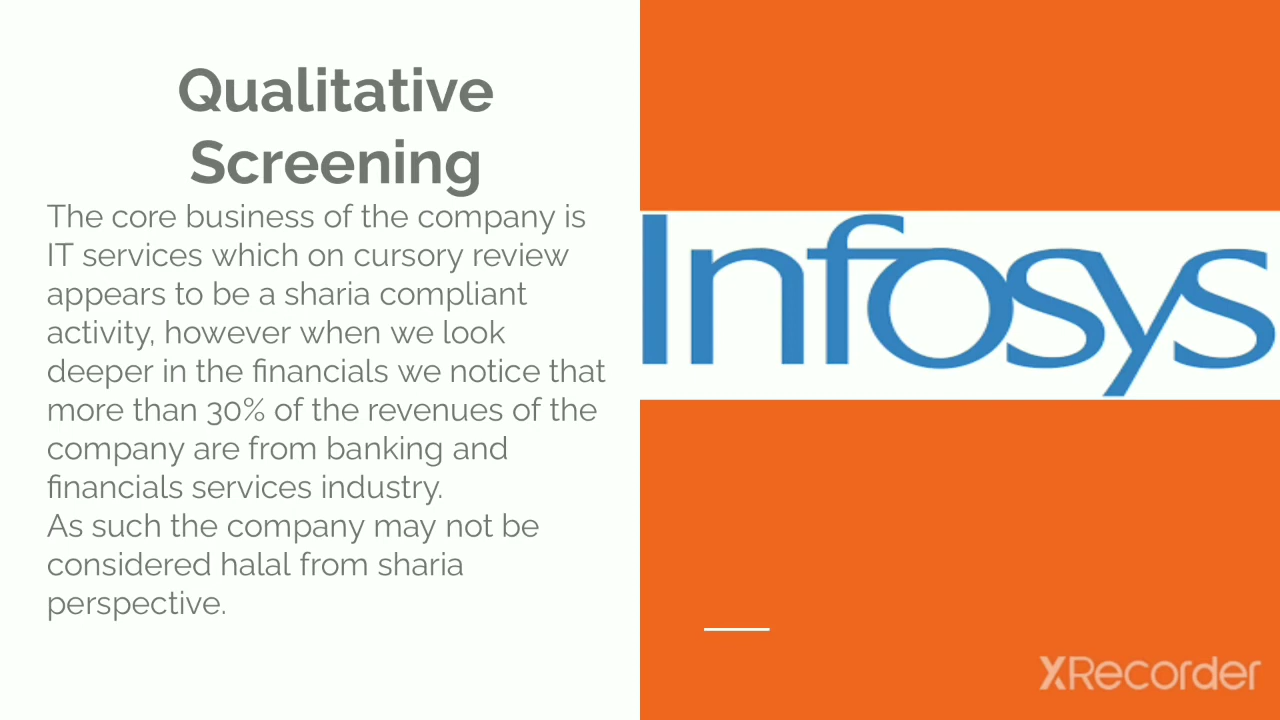 Qualitative
Screening
The core business of the company is
IT services which on cursory review
appears to be a sharia compliant
activity, however when we look
deeper in the financials we notice that
more than 30% of the revenues of the
company are from banking and
financials services industry.
As such the company may not be
considered halal from sharia
perspective.
Infosys
XRecorder